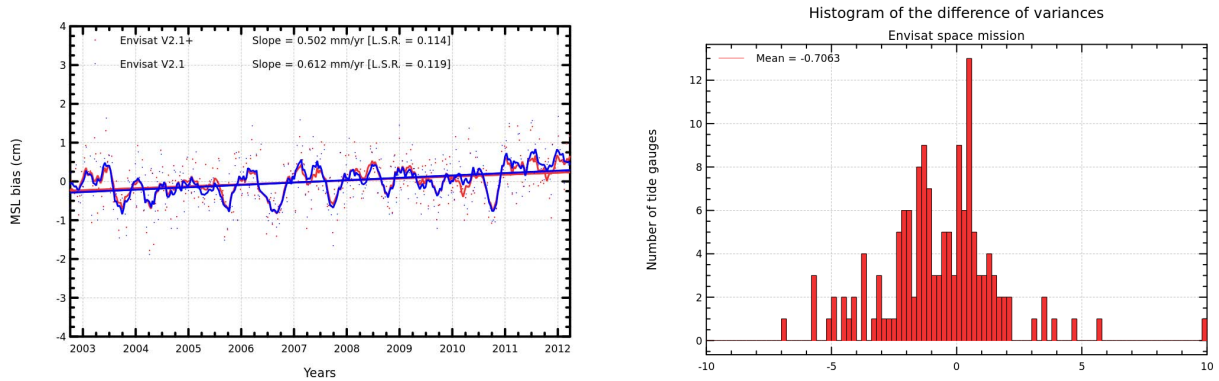 4
3
2
1
0
-1
-2
-3
-4
MSL bias (cm)
Envisat V2.1+ Slope = 0.502 mm/yr [L.S.R. = 0.114]
Envisat V2.1 Slope = 0.612 mm/yr [L.S.R. = 0.119]
2003 2004 2005 2006 2007 2008 2009 2010 2011 2012
Years
Histogram of the difference of variances
Envisat space mission
Mean = -0.7063
12
10
8
6
4
2
0
Number of tide gauges
-10 -5 0 5 10